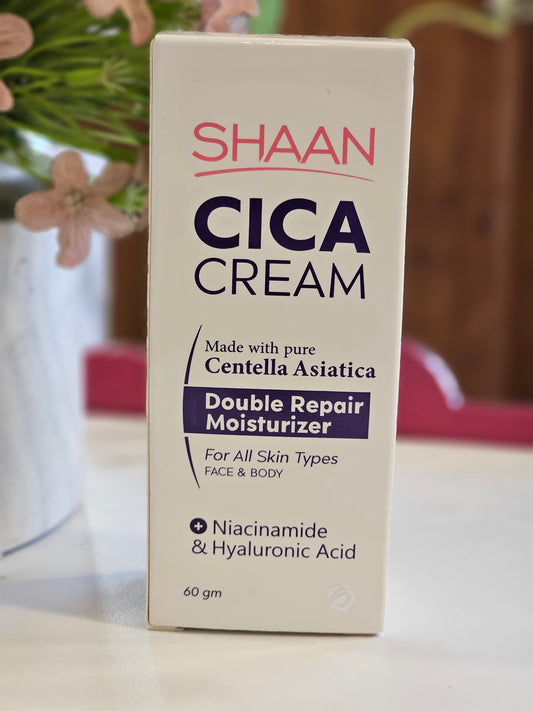 SHAAN
CICA
CREAM
Made with pure
Centella Asiatica
Double Repair
Moisturizer
For All Skin Types
FACE & BODY
+ Niacinamide
& Hyaluronic Acid
60 gm